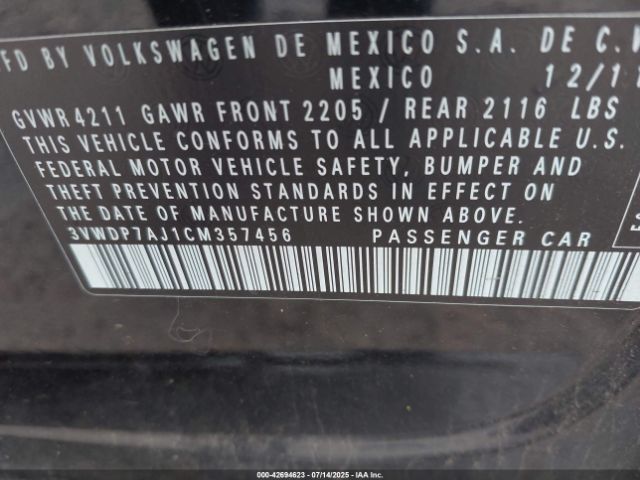 MFD BY VOLKSWAGEN DE MEXICO S.A. DE C.V
MEXICO 12/1
GVWR 4211 GAWR FRONT 2205 / REAR 2116 LBS
THIS VEHICLE CONFORMS TO ALL APPLICABLE U.S.
FEDERAL MOTOR VEHICLE SAFETY, BUMPER AND
THEFT PREVENTION STANDARDS IN EFFECT ON
THE DATE OF MANUFACTURE SHOWN ABOVE.
3VWDP7AJ1CM357456 PASSENGER CAR
000-42694623 - 07/14/2025 - IAA Inc.